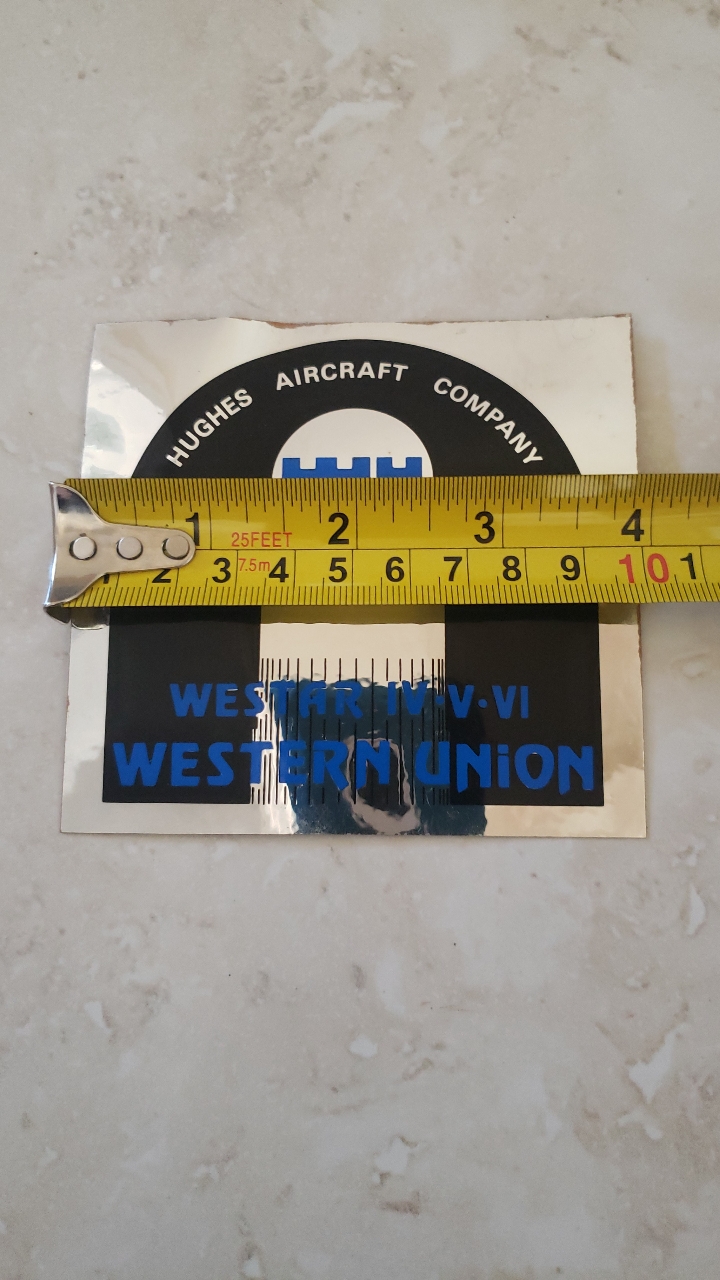 HUGHES AIRCRAFT COMPANY
1 2 3 4
25FEET
7.5m
1 2 3 4 5 6 7 8 9 10 1
WESTAR IV·V·VI
WESTERN UNiON